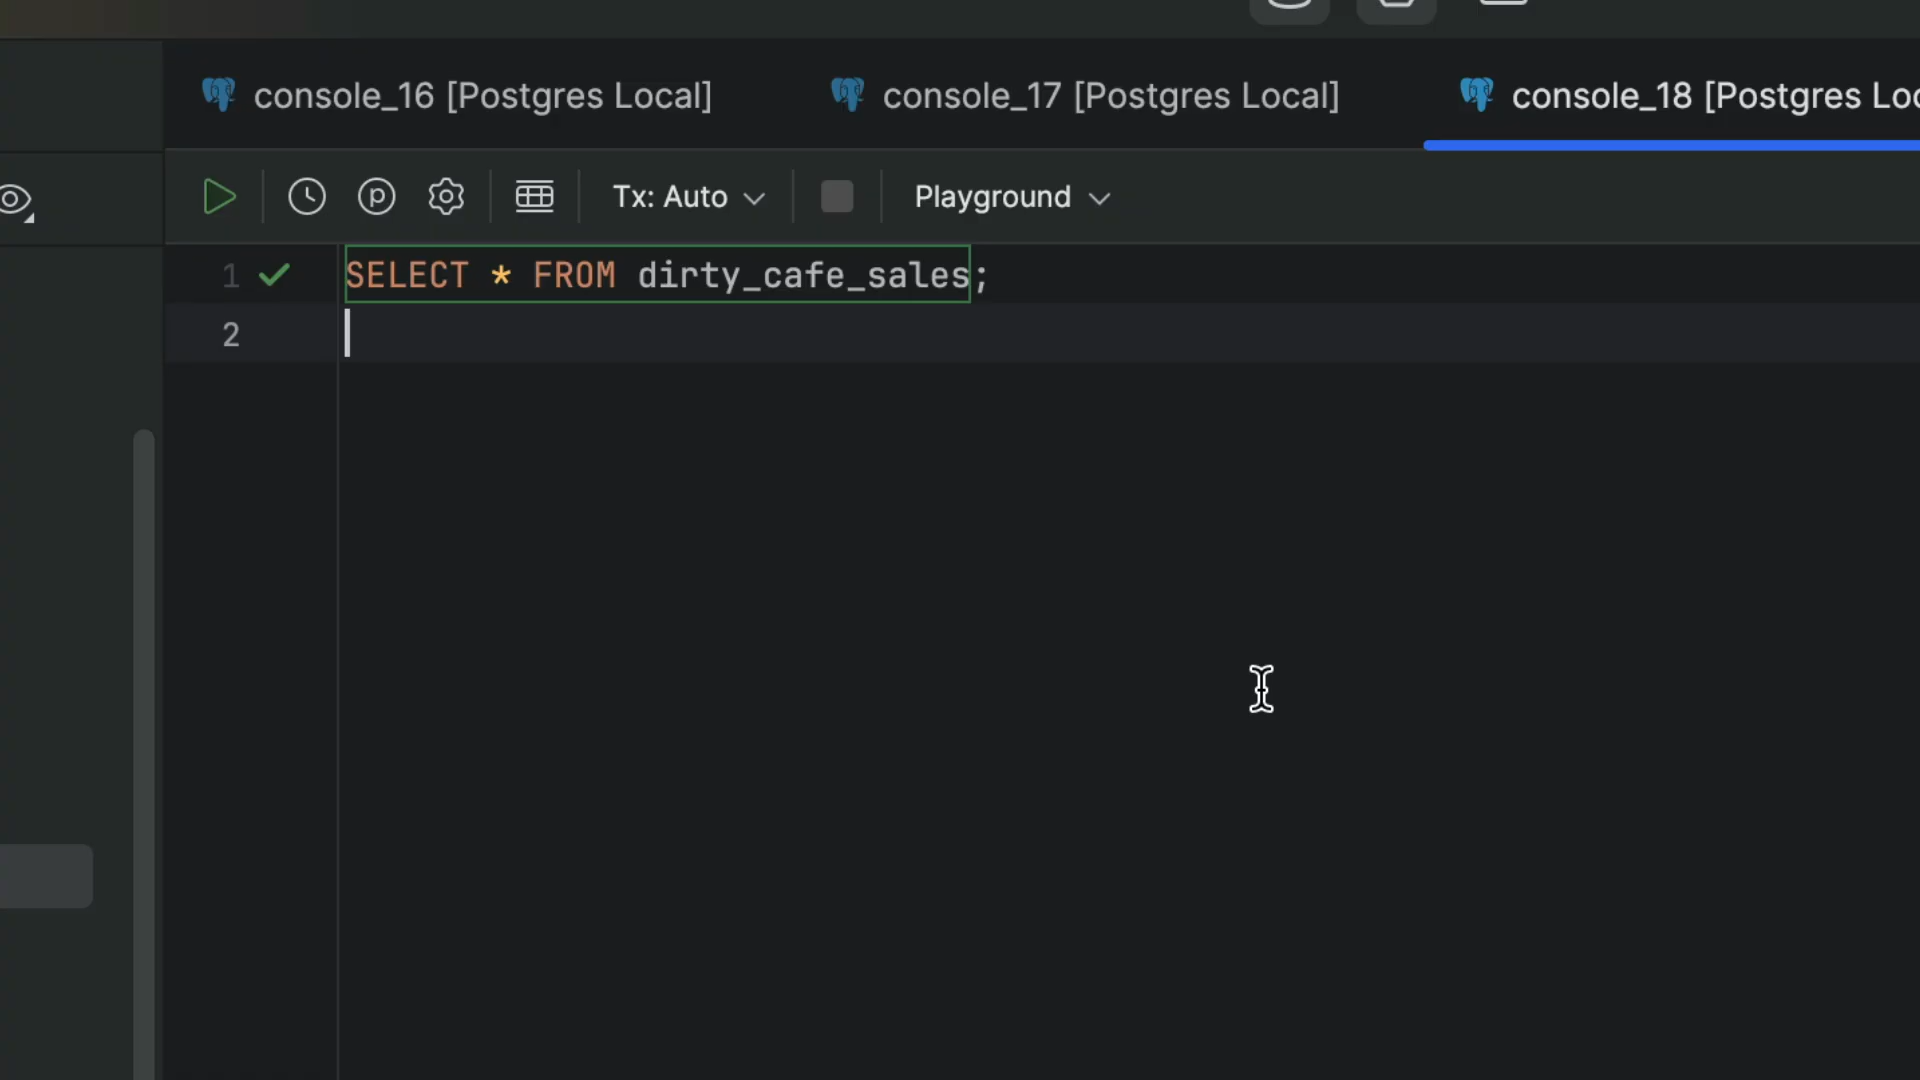 console_16 [Postgres Local]
console_17 [Postgres Local]
console_18 [Postgres Loc
Tx: Auto
Playground
1 SELECT * FROM dirty_cafe_sales;
2